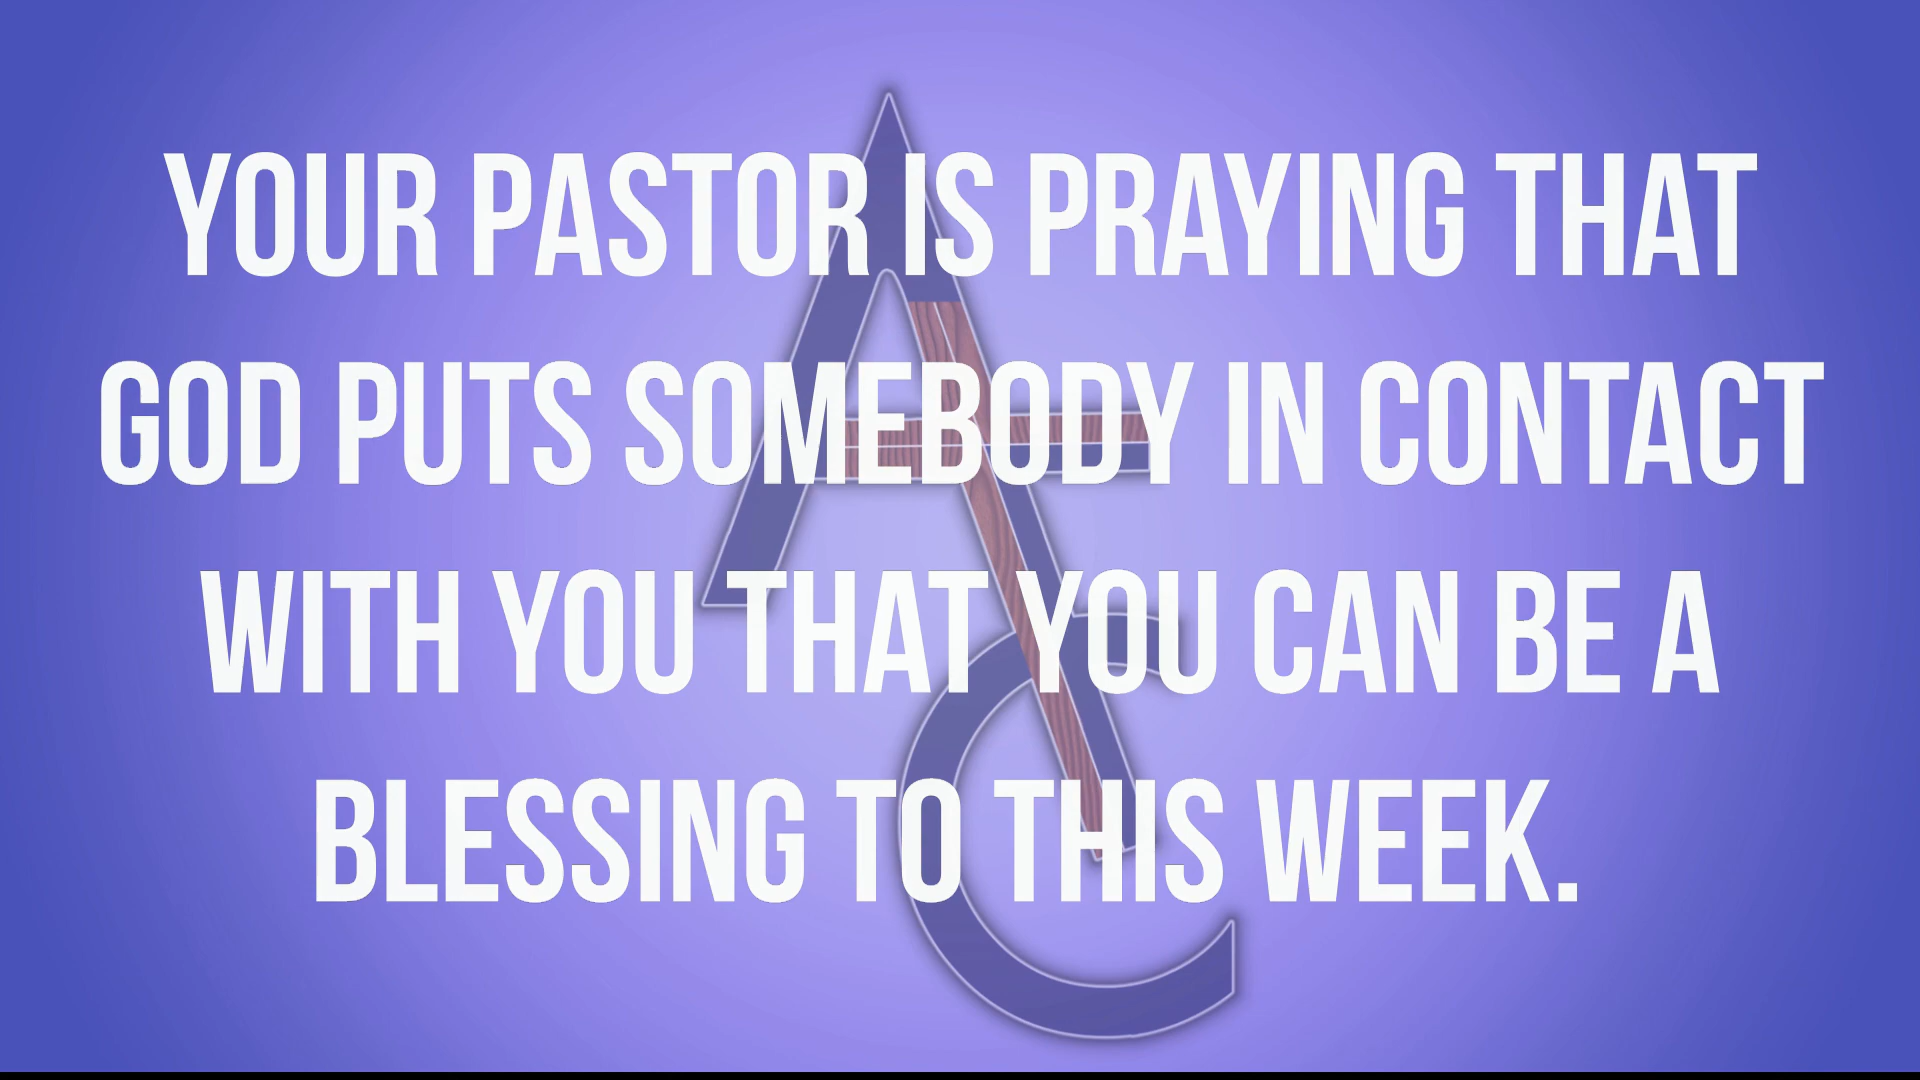 YOUR PASTOR IS PRAYING THAT
GOD PUTS SOMEBODY IN CONTACT
WITH YOU THAT YOU CAN BE A
BLESSING TO THIS WEEK.